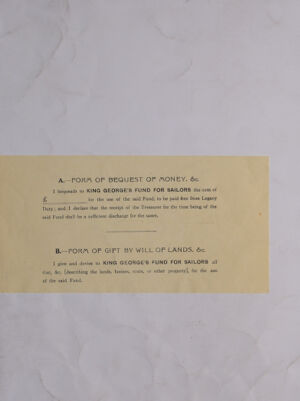 A.—FORM OF BEQUEST OF MONEY, &c.
I bequeath to KING GEORGE'S FUND FOR SAILORS the sum of
£ for the use of the said Fund, to be paid free from Legacy
Duty; and I declare that the receipt of the Treasurer for the time being of the
said Fund shall be a sufficient discharge for the same.
B.—FORM OF GIFT BY WILL OF LANDS, &c.
I give and devise to KING GEORGE'S FUND FOR SAILORS all
that, &c. [describing the lands, houses, rents, or other property], for the use
of the said Fund.